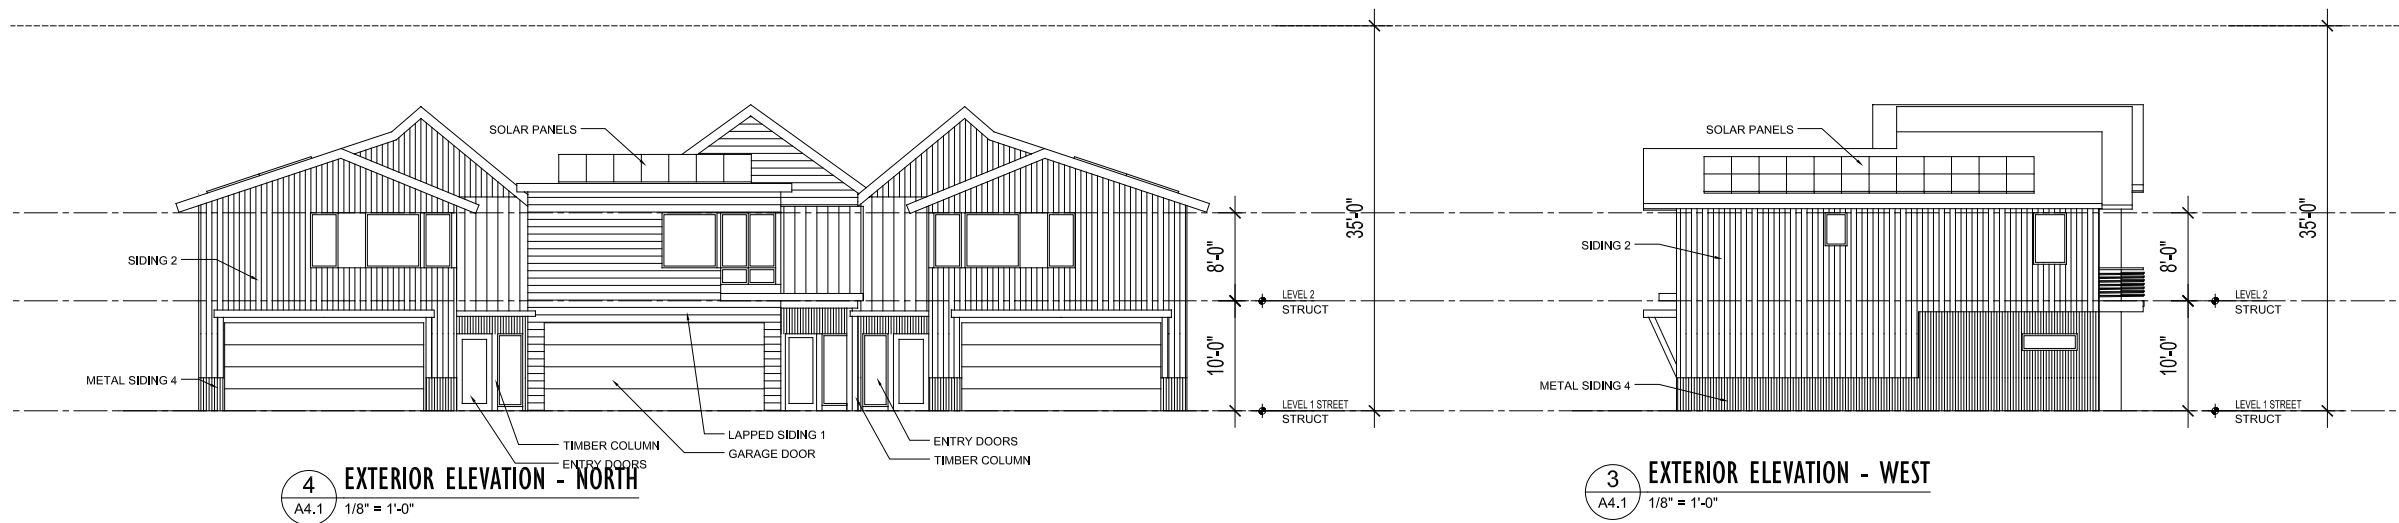 SOLAR PANELS
SIDING 2
METAL SIDING 4
TIMBER COLUMN
ENTRY DOORS
LAPPED SIDING 1
GARAGE DOOR
ENTRY DOORS
TIMBER COLUMN
35'-0"
8'-0"
10'-0"
LEVEL 2
STRUCT
LEVEL 1 STREET
STRUCT
4
A4.1
EXTERIOR ELEVATION - NORTH
1/8" = 1'-0"
SOLAR PANELS
SIDING 2
METAL SIDING 4
35'-0"
8'-0"
10'-0"
LEVEL 2
STRUCT
LEVEL 1 STREET
STRUCT
3
A4.1
EXTERIOR ELEVATION - WEST
1/8" = 1'-0"